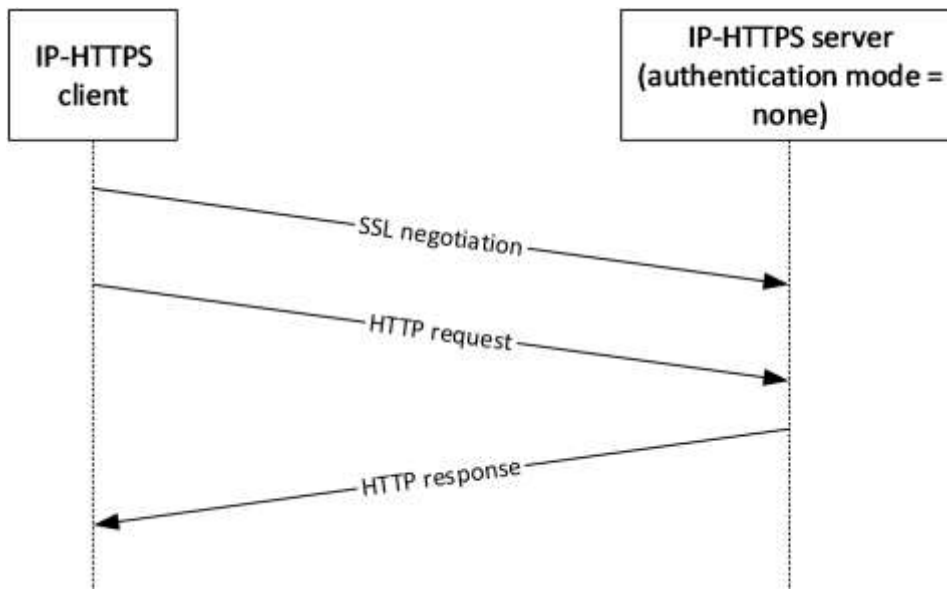 IP-HTTPS
client
IP-HTTPS server
(authentication mode =
none)
SSL negotiation
HTTP request
HTTP response